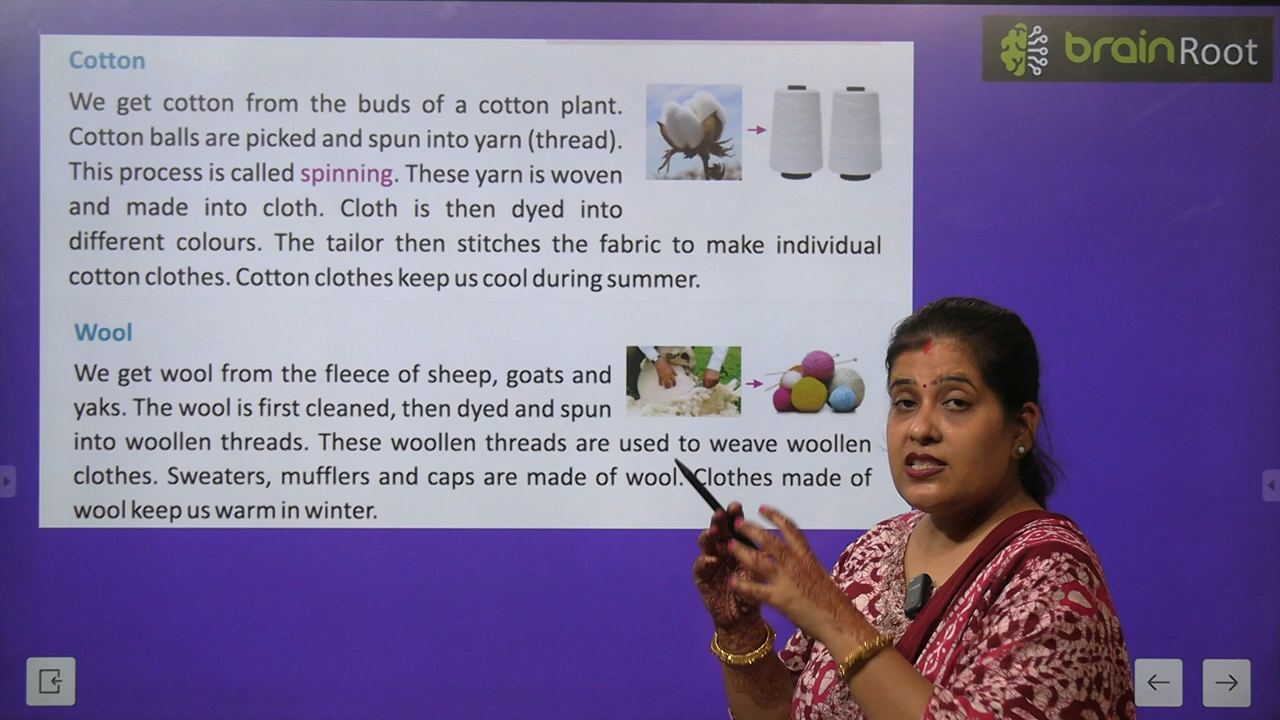 brainRoot
Cotton
We get cotton from the buds of a cotton plant.
Cotton balls are picked and spun into yarn (thread).
This process is called spinning. These yarn is woven
and made into cloth. Cloth is then dyed into
different colours. The tailor then stitches the fabric to make individual
cotton clothes. Cotton clothes keep us cool during summer.
Wool
We get wool from the fleece of sheep, goats and
yaks. The wool is first cleaned, then dyed and spun
into woollen threads. These woollen threads are used to weave woollen
clothes. Sweaters, mufflers and caps are made of wool. Clothes made of
wool keep us warm in winter.